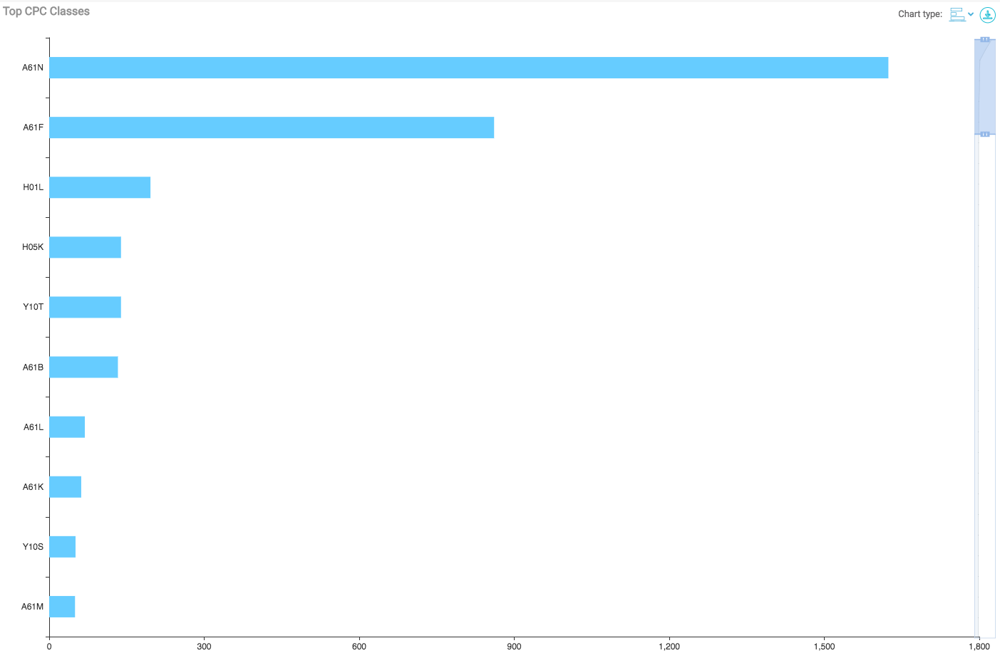 Top CPC Classes
Chart type:
A61N
A61F
H01L
H05K
Y10T
A61B
A61L
A61K
Y10S
A61M
0 300 600 900 1,200 1,500 1,800